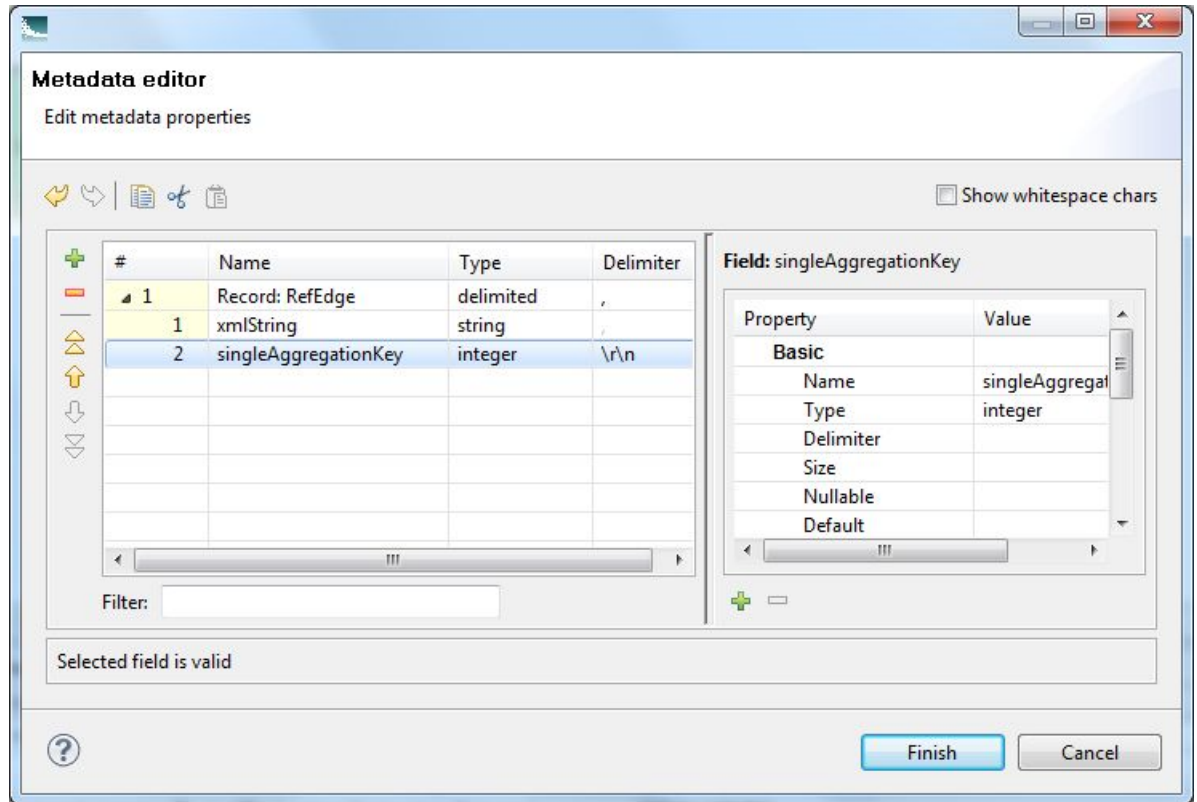 Metadata editor
Edit metadata properties
Show whitespace chars
# Name Type Delimiter
1 Record: RefEdge delimited ,
1 xmlString string ,
2 singleAggregationKey integer \r\n
Filter:
Field: singleAggregationKey
Property Value
Basic
Name singleAggregat
Type integer
Delimiter
Size
Nullable
Default
Selected field is valid
Finish Cancel